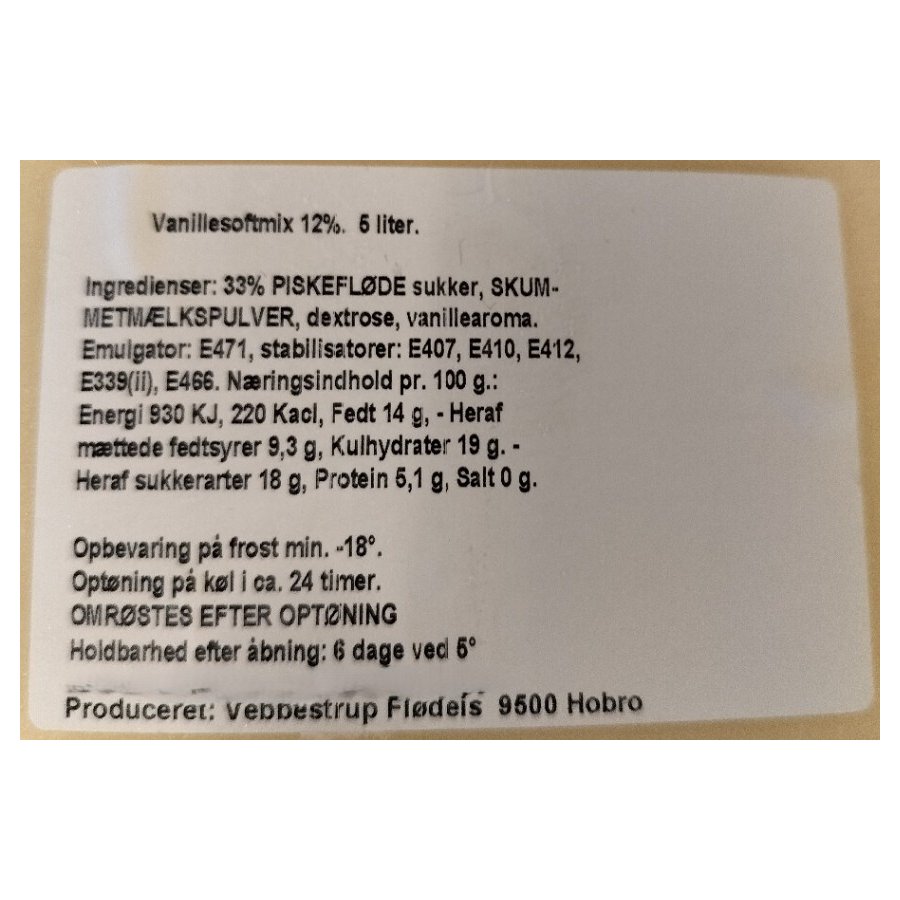 Vanillesoftmix 12%. 5 liter.
Ingredienser: 33% PISKEFLØDE sukker, SKUM-
METMÆLKSPULVER, dextrose, vanillearoma.
Emulgator: E471, stabilisatorer: E407, E410, E412,
E339(ii), E466. Næringsindhold pr. 100 g.:
Energi 930 KJ, 220 Kacl, Fedt 14 g, - Heraf
mættede fedtsyrer 9,3 g, Kulhydrater 19 g. -
Heraf sukkerarter 18 g, Protein 5,1 g, Salt 0 g.
Opbevaring på frost min. -18°.
Optøning på køl i ca. 24 timer.
OMRØSTES EFTER OPTØNING
Holdbarhed efter åbning: 6 dage ved 5°
Produceret: Vebbestrup Flødeis 9500 Hobro